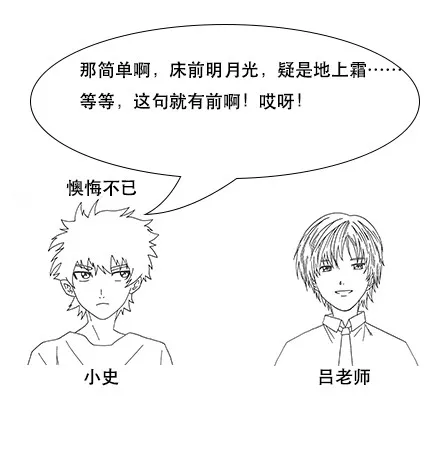 那简单啊，床前明月光，疑是地上霜……
等等，这句就有前啊！哎呀！
懊悔不已
小史
吕老师